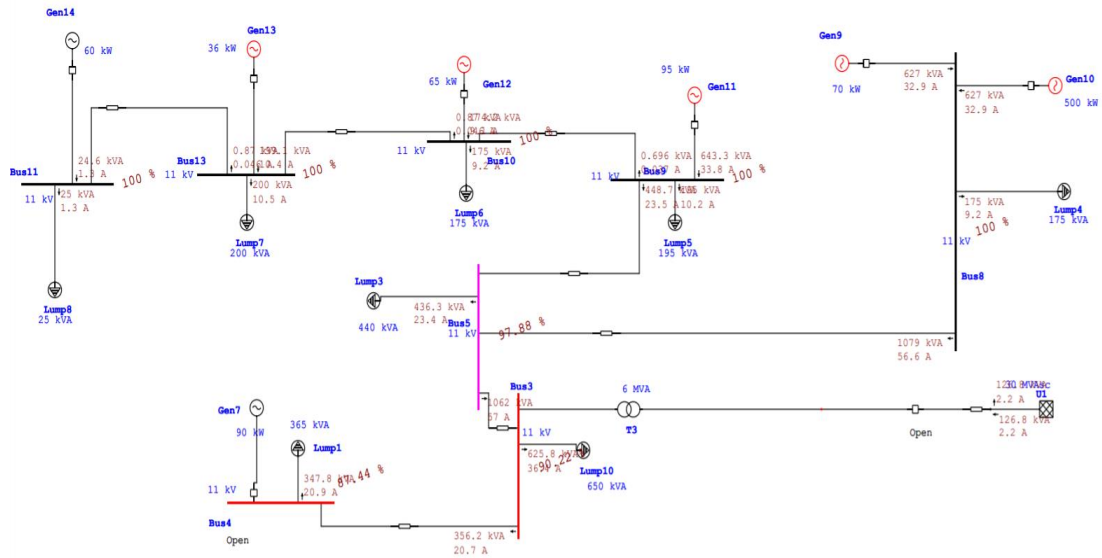 Gen14
60 kW
Gen13
36 kW
65 kW
Gen12
95 kW
Gen11
Gen9
70 kW
627 kVA
32.9 A
627 kVA
32.9 A
Gen10
500 kW
Bus11
24.6 kVA
1.3 A
100 %
11 kV
25 kVA
1.3 A
Lump8
25 kVA
Bus13
11 kV
100 %
200 kVA
10.5 A
Lump7
200 kVA
11 kV
Bus10
100 %
175 kVA
9.2 A
Lump6
175 kVA
0.696 kVA
643.3 kVA
33.8 A
Bus9
11 kV
100 %
23.5 A
10.2 A
Lump5
195 kVA
175 kVA
9.2 A
Lump4
175 kVA
100 %
11 kV
Bus8
Lump3
440 kVA
436.3 kVA
23.4 A
Bus5
11 kV
97.88 %
1079 kVA
56.6 A
1062 kVA
57 A
Bus3
11 kV
6 MVA
T3
Open
30 MVAsc
U1
2.2 A
126.8 kVA
2.2 A
625.8 kVA
Lump10
650 kVA
Gen7
90 kW
365 kVA
Lump1
347.8 kVA
20.9 A
87.44 %
11 kV
Bus4
Open
356.2 kVA
20.7 A